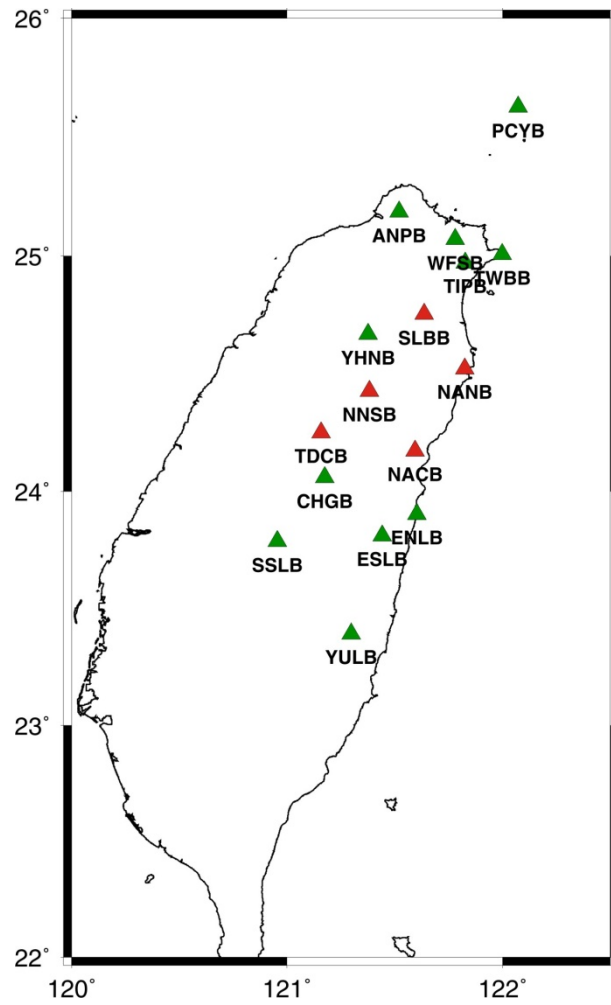 26°
PCYB
ANPB
25°
WFSB
TWBB
TIPB
SLBB
YHNB
NANB
NNSB
TDCB
NACB
24°
CHGB
ENLB
ESLB
SSLB
YULB
23°
22°
120°
121°
122°